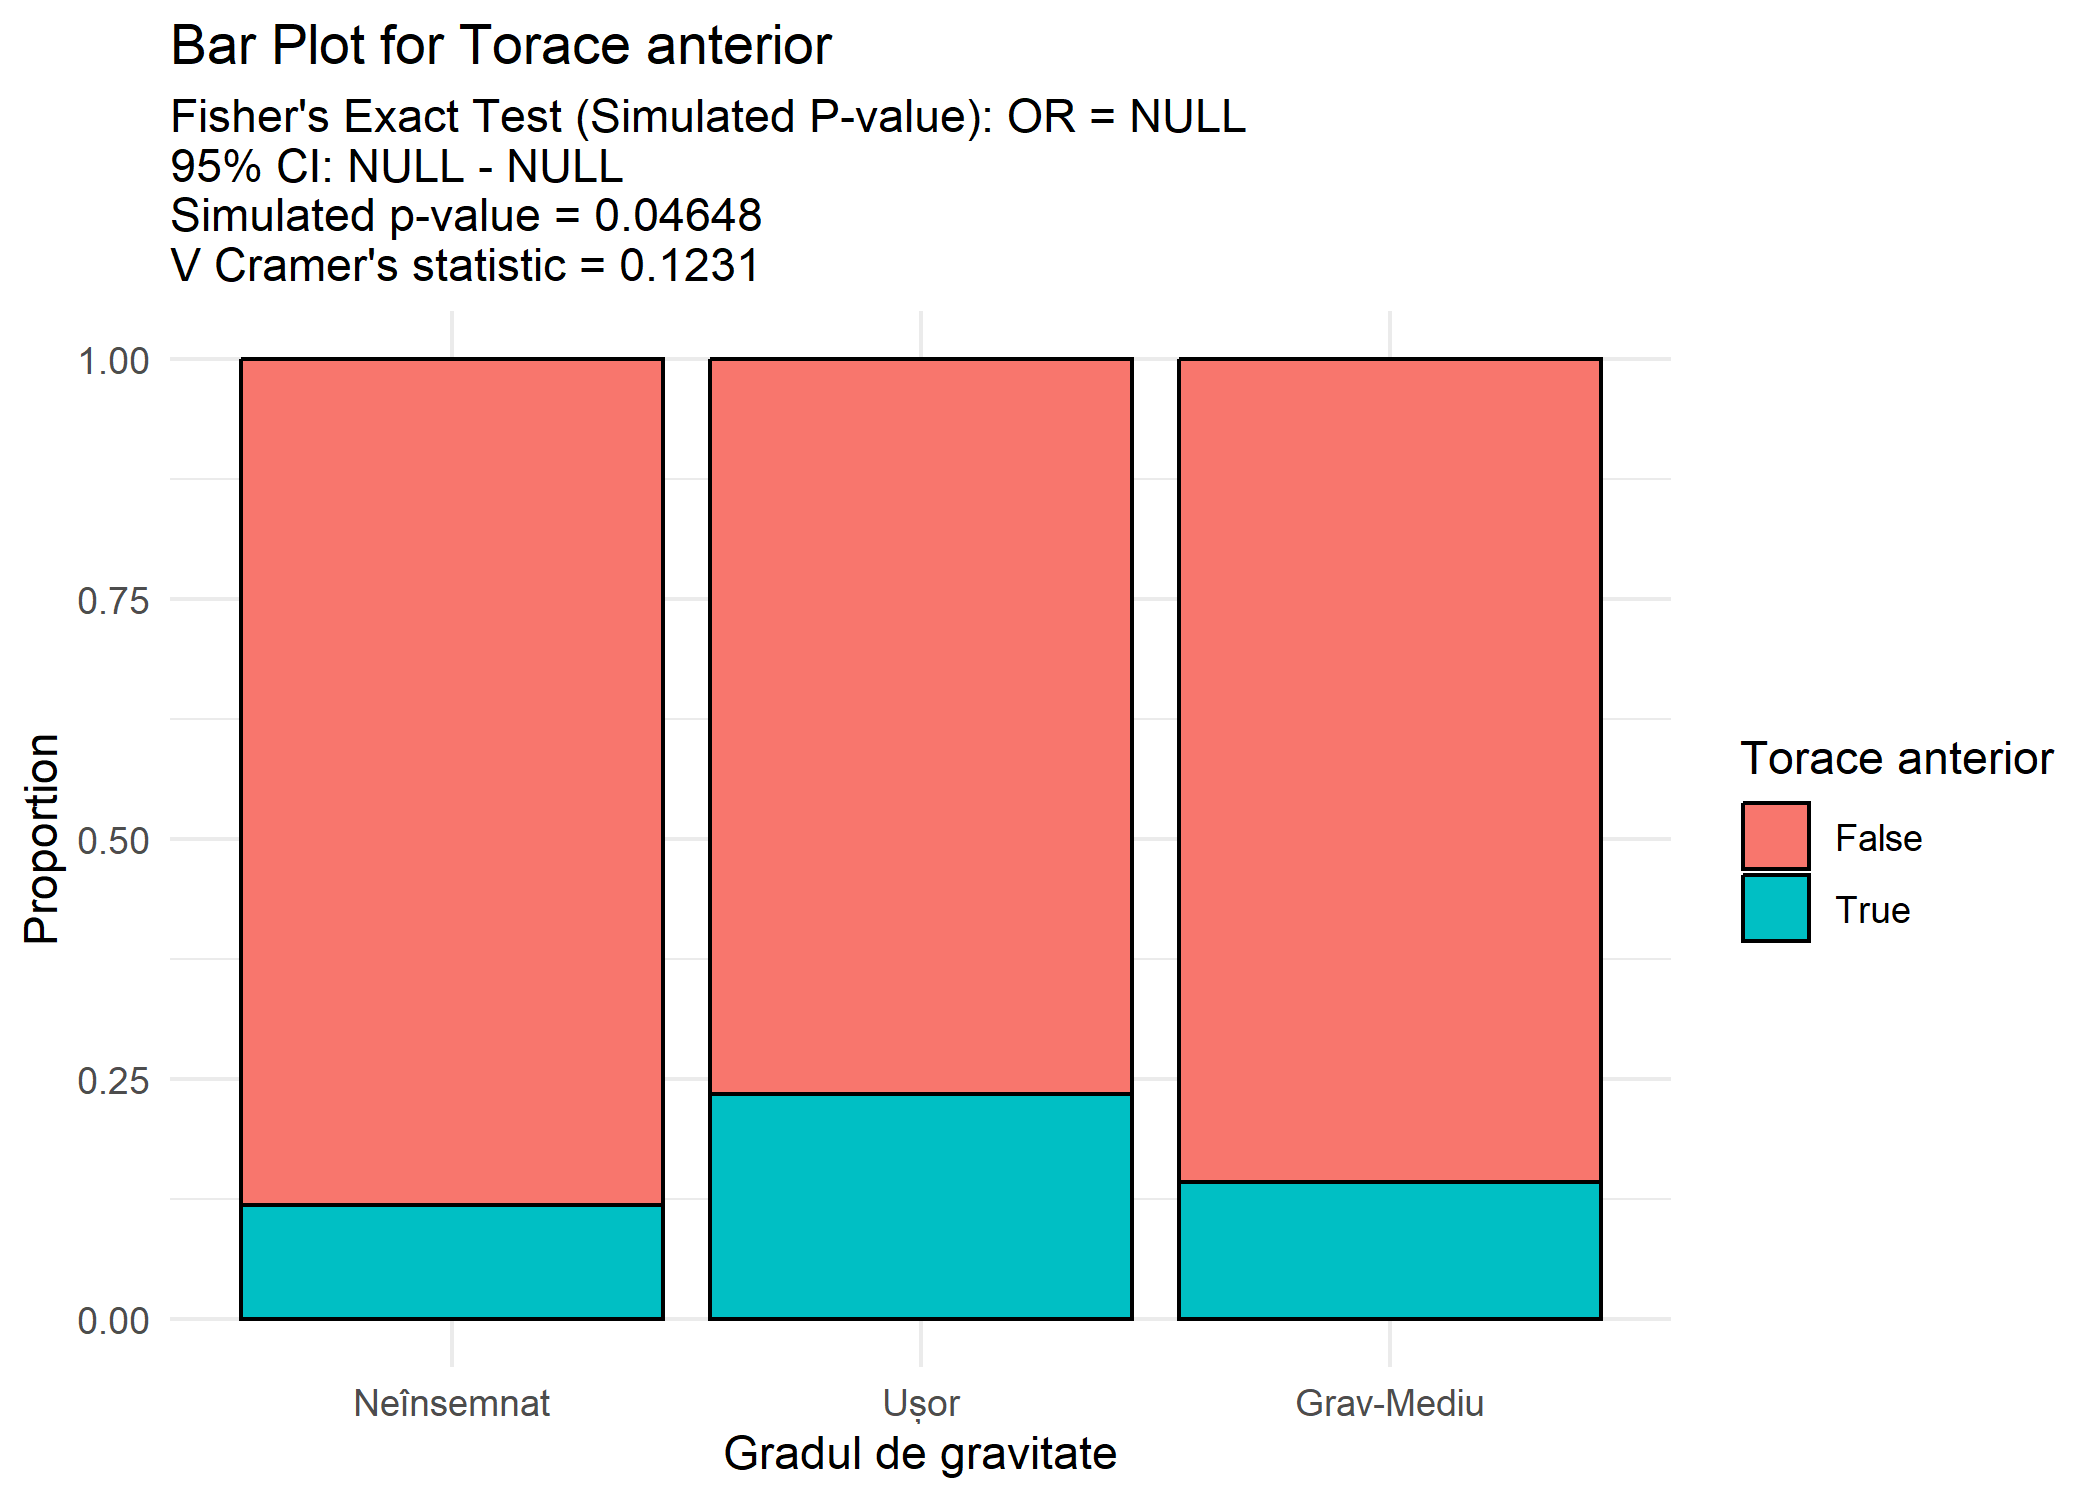 Bar Plot for Torace anterior
Fisher's Exact Test (Simulated P-value): OR = NULL
95% CI: NULL - NULL
Simulated p-value = 0.04648
V Cramer's statistic = 0.1231
1.00
0.75
0.50
0.25
0.00
Proportion
Neînsemnat
Ușor
Grav-Mediu
Gradul de gravitate
Torace anterior
False
True